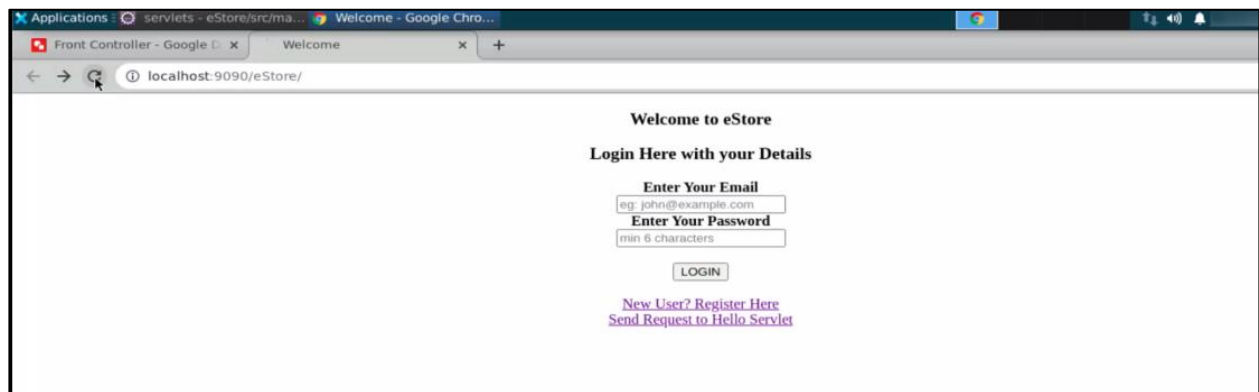 Applications : servlets - eStore/src/ma... Welcome - Google Chro...
Front Controller - Google D x Welcome x +
localhost:9090/eStore/
Welcome to eStore
Login Here with your Details
Enter Your Email
eg: john@example.com
Enter Your Password
min 6 characters
LOGIN
New User? Register Here
Send Request to Hello Servlet